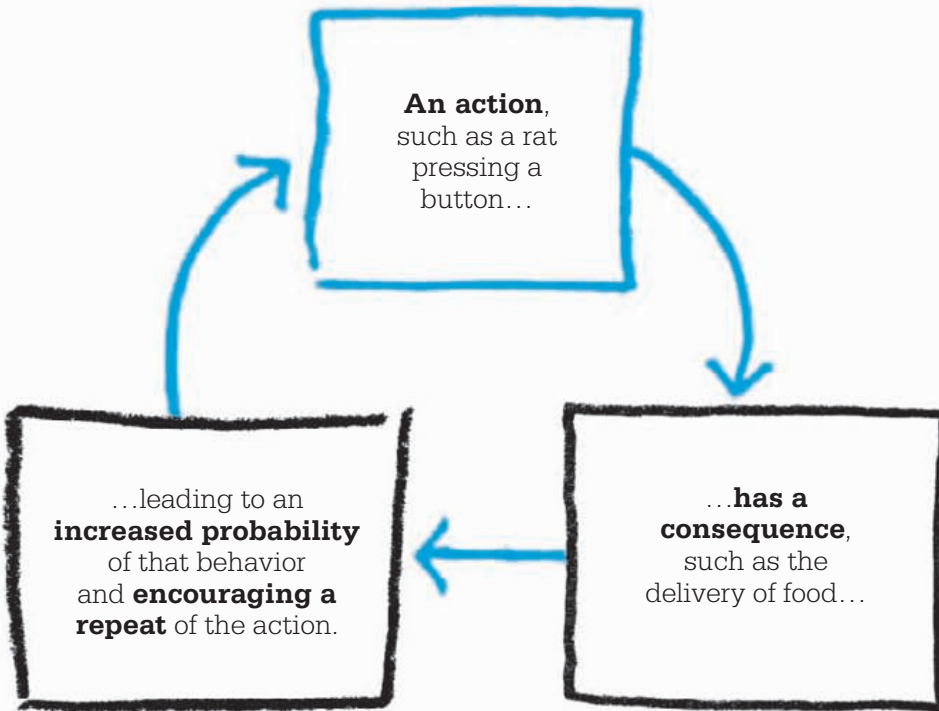 An action,
such as a rat
pressing a
button…
…has a
consequence,
such as the
delivery of food…
…leading to an
increased probability
of that behavior
and encouraging a
repeat of the action.